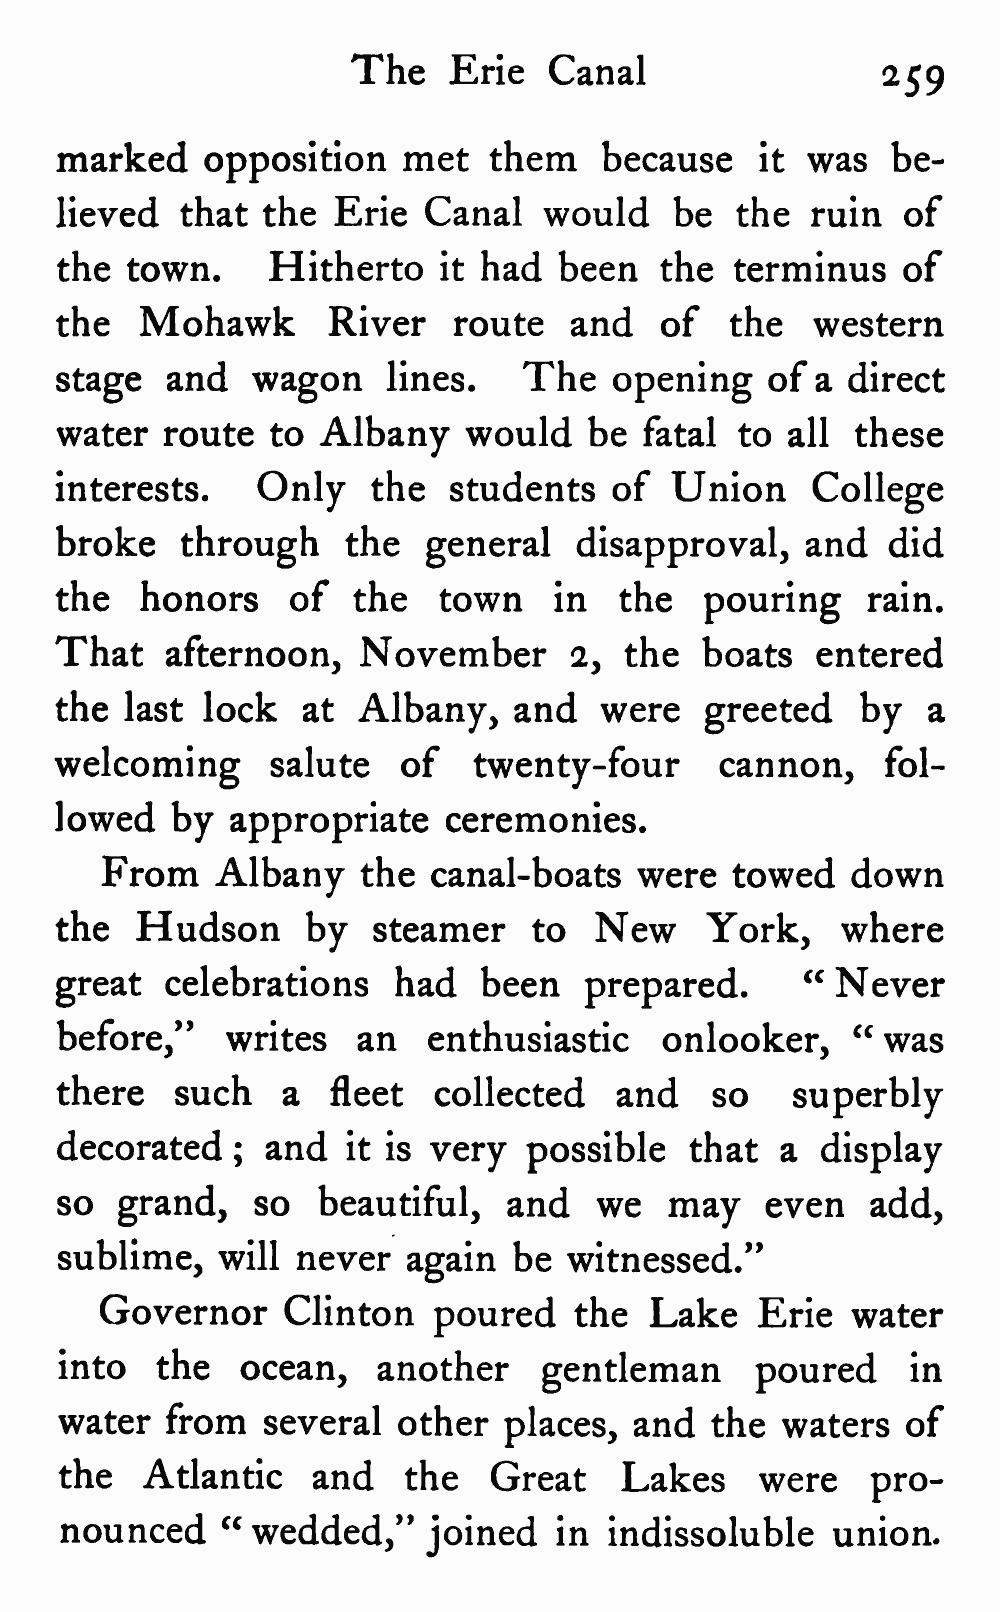 The Erie Canal 259
marked opposition met them because it was be-
lieved that the Erie Canal would be the ruin of
the town. Hitherto it had been the terminus of
the Mohawk River route and of the western
stage and wagon lines. The opening of a direct
water route to Albany would be fatal to all these
interests. Only the students of Union College
broke through the general disapproval, and did
the honors of the town in the pouring rain.
That afternoon, November 2, the boats entered
the last lock at Albany, and were greeted by a
welcoming salute of twenty-four cannon, fol-
lowed by appropriate ceremonies.
From Albany the canal-boats were towed down
the Hudson by steamer to New York, where
great celebrations had been prepared. “Never
before,” writes an enthusiastic onlooker, “was
there such a fleet collected and so superbly
decorated; and it is very possible that a display
so grand, so beautiful, and we may even add,
sublime, will never again be witnessed.”
Governor Clinton poured the Lake Erie water
into the ocean, another gentleman poured in
water from several other places, and the waters of
the Atlantic and the Great Lakes were pro-
nounced “wedded,” joined in indissoluble union.